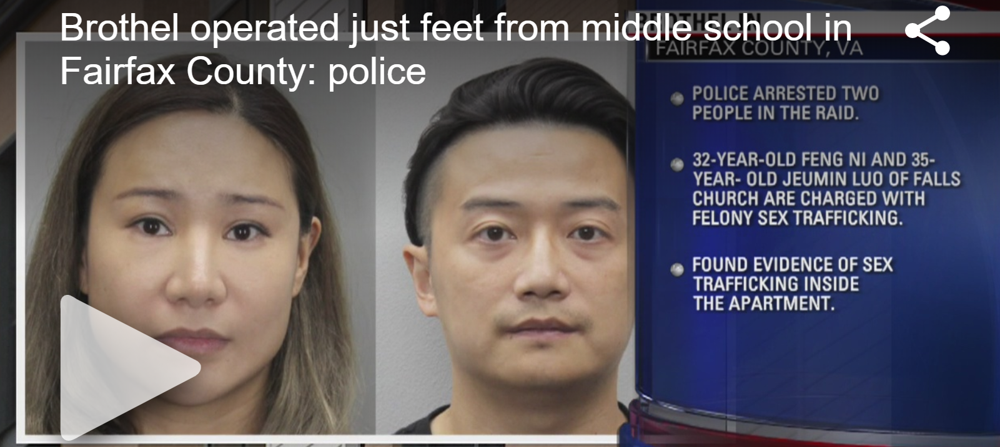 Brothel operated just feet from middle school in
Fairfax County: police
BROTHEL IN
FAIRFAX COUNTY, VA
POLICE ARRESTED TWO
PEOPLE IN THE RAID.
32-YEAR-OLD FENG NI AND 35-
YEAR- OLD JEUMIN LUO OF FALLS
CHURCH ARE CHARGED WITH
FELONY SEX TRAFFICKING.
FOUND EVIDENCE OF SEX
TRAFFICKING INSIDE
THE APARTMENT.